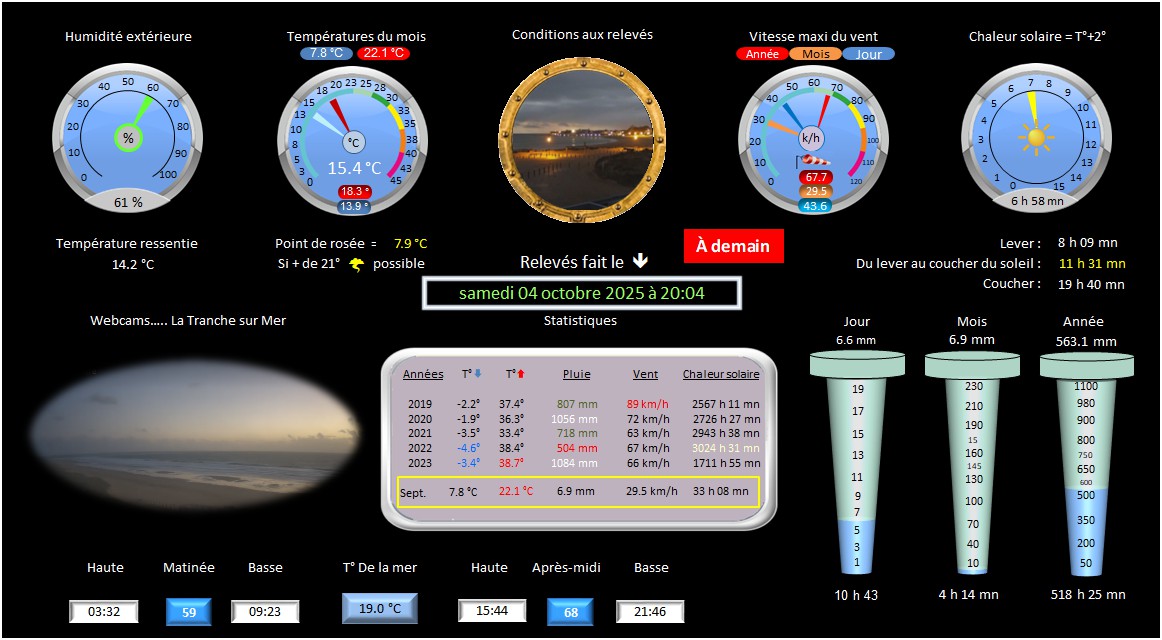 Humidité extérieure
Températures du mois
Conditions aux relevés
Vitesse maxi du vent
Chaleur solaire = T°+2°
7.8 °C 22.1 °C
Année Mois Jour
0 10 20 30 40 50 60 70 80 90 100
%
61 %
0 3 5 8 10 13 15 18 20 23 25 28 30 33 35 38 40 43 45
°C
15.4 °C
18.3 °
13.9 °
0 10 20 30 40 50 60 70 80 90 100 110 120
k/h
67.7
29.5
43.6
0 1 2 3 4 5 6 7 8 9 10 11 12 13 14 15
6 h 58 mn
Température ressentie
14.2 °C
Point de rosée = 7.9 °C
Si + de 21° possible
À demain
Relevés fait le
samedi 04 octobre 2025 à 20:04
Lever : 8 h 09 mn
Du lever au coucher du soleil : 11 h 31 mn
Coucher : 19 h 40 mn
Webcams..... La Tranche sur Mer
Statistiques
Années T° T° Pluie Vent Chaleur solaire
2019 -2.2° 37.4° 807 mm 89 km/h 2567 h 11 mn
2020 -1.9° 36.3° 1056 mm 72 km/h 2726 h 27 mn
2021 -3.5° 33.4° 718 mm 63 km/h 2943 h 38 mn
2022 -4.6° 38.4° 504 mm 67 km/h 3024 h 31 mn
2023 -3.4° 38.7° 1084 mm 66 km/h 1711 h 55 mn
Sept. 7.8 °C 22.1 °C 6.9 mm 29.5 km/h 33 h 08 mn
Jour
6.6 mm
19
17
15
13
11
9
7
5
3
1
10 h 43
Mois
6.9 mm
230
210
190
15
160
145
130
100
70
40
10
4 h 14 mn
Année
563.1 mm
1100
980
900
800
750
650
600
500
350
200
50
518 h 25 mn
Haute Matinée Basse T° De la mer Haute Après-midi Basse
03:32 59 09:23 19.0 °C 15:44 68 21:46